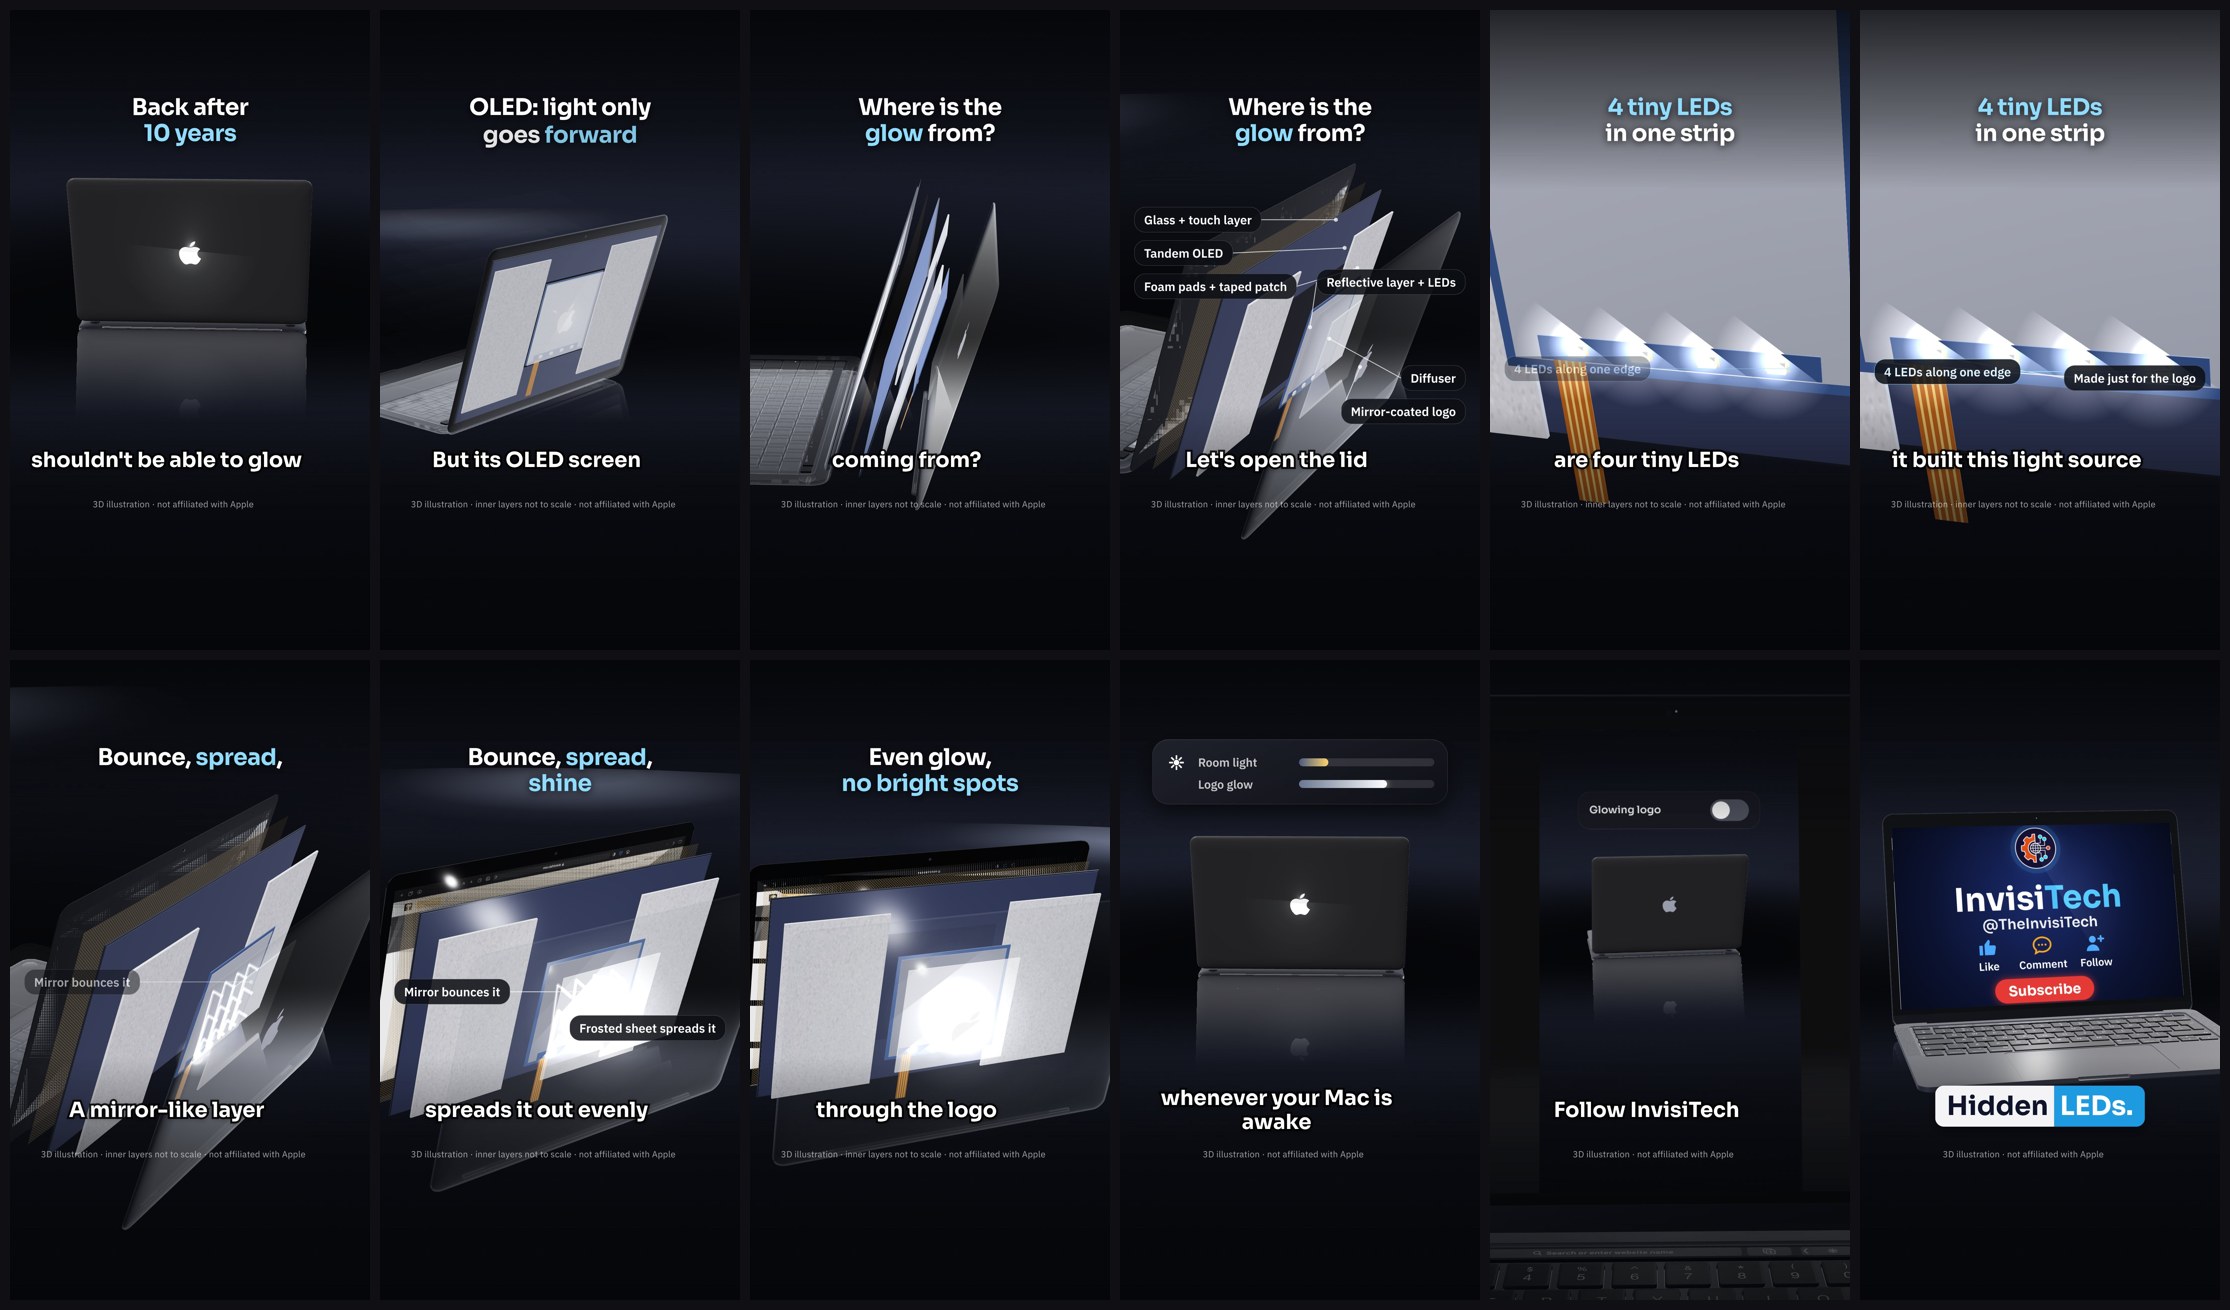 Back after
10 years
shouldn't be able to glow
3D illustration · not affiliated with Apple
OLED: light only
goes forward
But its OLED screen
3D illustration · inner layers not to scale · not affiliated with Apple
Where is the
glow from?
coming from?
3D illustration · inner layers not to scale · not affiliated with Apple
Where is the
glow from?
Glass + touch layer
Tandem OLED
Foam pads + taped patch
Reflective layer + LEDs
Diffuser
Mirror-coated logo
Let's open the lid
3D illustration · inner layers not to scale · not affiliated with Apple
4 tiny LEDs
in one strip
4 LEDs along one edge
are four tiny LEDs
3D illustration · inner layers not to scale · not affiliated with Apple
4 tiny LEDs
in one strip
4 LEDs along one edge
Made just for the logo
it built this light source
3D illustration · inner layers not to scale · not affiliated with Apple
Bounce, spread,
Mirror bounces it
A mirror-like layer
3D illustration · inner layers not to scale · not affiliated with Apple
Bounce, spread,
shine
Mirror bounces it
Frosted sheet spreads it
spreads it out evenly
3D illustration · inner layers not to scale · not affiliated with Apple
Even glow,
no bright spots
through the logo
3D illustration · inner layers not to scale · not affiliated with Apple
Room light
Logo glow
whenever your Mac is
awake
3D illustration · not affiliated with Apple
Glowing logo
Follow InvisiTech
3D illustration · not affiliated with Apple
Search or enter website name
4 5 6 7 8 9
InvisiTech
@TheInvisiTech
Like Comment Follow
Subscribe
Hidden LEDs.
3D illustration · not affiliated with Apple